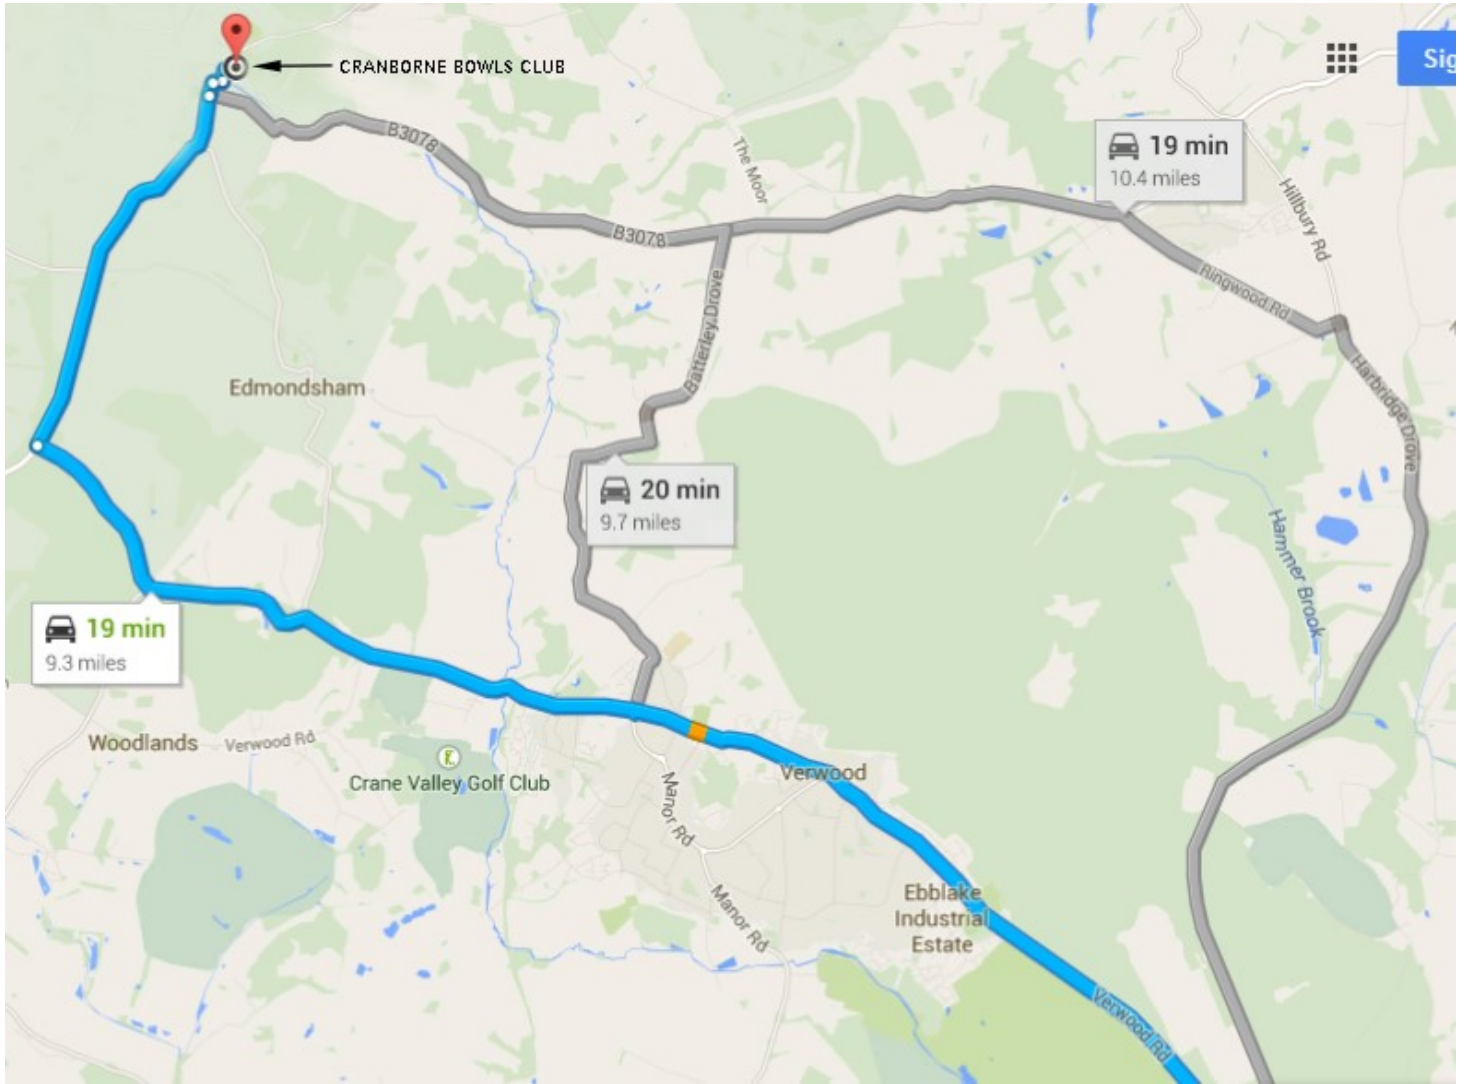 CRANBORNE BOWLS CLUB
Sig
B3078
The Moor
19 min
10.4 miles
Hillbury Rd
B3078
Batterley Drove
Ringwood Rd
Edmondsham
Harbridge Drove
20 min
9.7 miles
Hammer Brook
19 min
9.3 miles
Woodlands
Verwood Rd
Crane Valley Golf Club
Manor Rd
Verwood
Manor Rd
Ebblake
Industrial
Estate
Verwood Rd